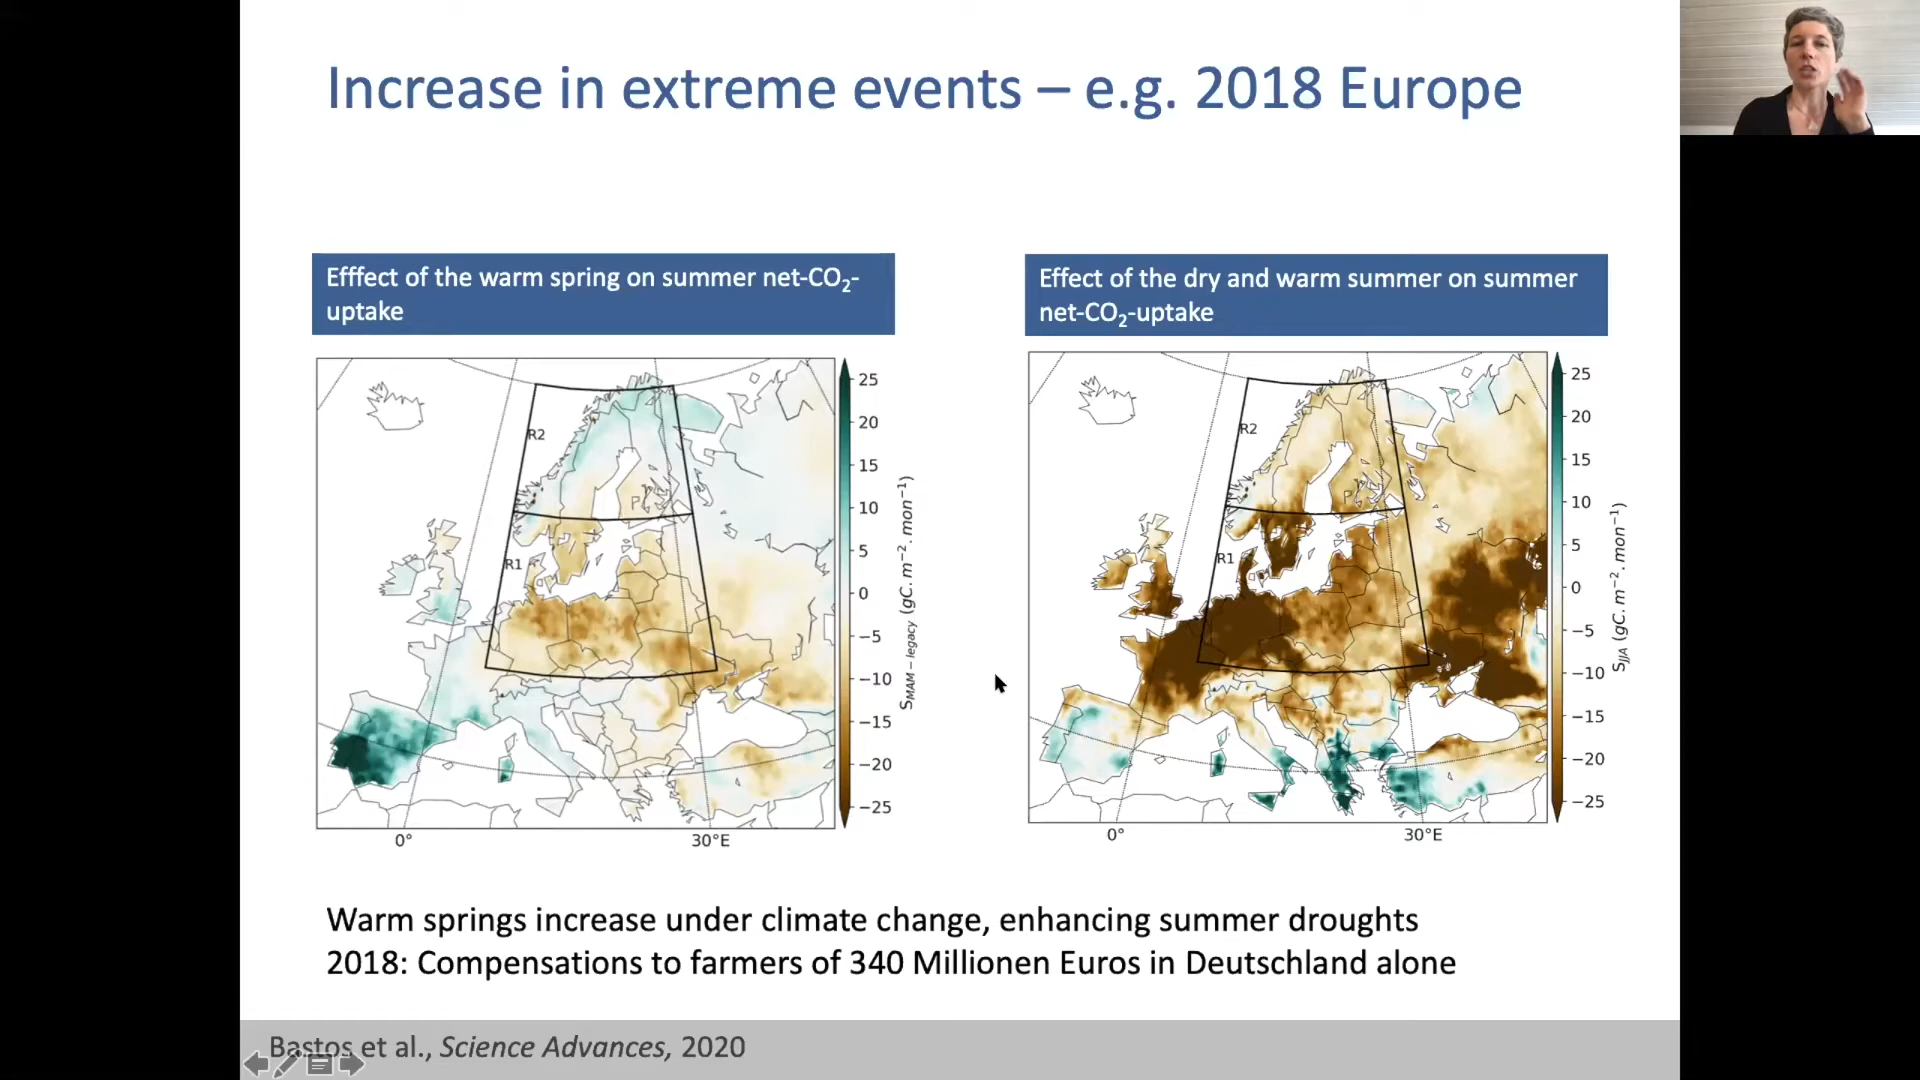 Increase in extreme events – e.g. 2018 Europe
Efffect of the warm spring on summer net-CO₂-
uptake
Effect of the dry and warm summer on summer
net-CO₂-uptake
R2
R1
0°
30°E
25
20
15
10
5
0
−5
−10
−15
−20
−25
S_MAM−legacy (gC. m⁻². mon⁻¹)
R2
R1
0°
30°E
25
20
15
10
5
0
−5
−10
−15
−20
−25
S_JJA (gC. m⁻². mon⁻¹)
Warm springs increase under climate change, enhancing summer droughts
2018: Compensations to farmers of 340 Millionen Euros in Deutschland alone
Bastos et al., Science Advances, 2020